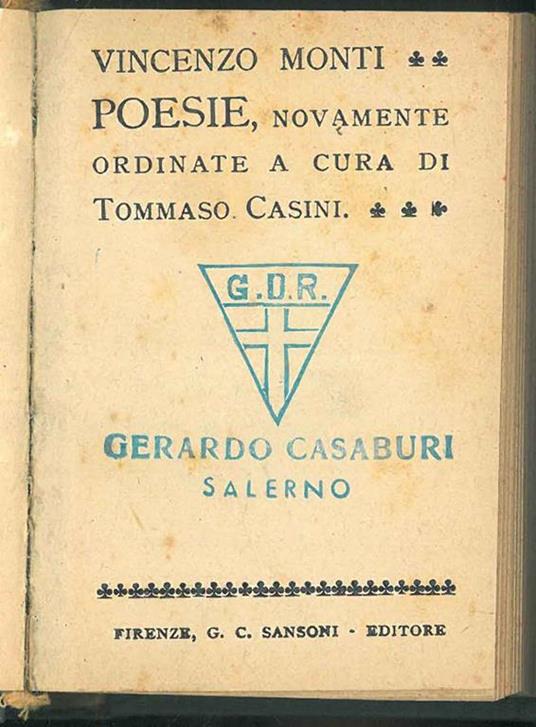 VINCENZO MONTI
POESIE, NOVAMENTE
ORDINATE A CURA DI
TOMMASO CASINI.
G.D.R.
GERARDO CASABURI
SALERNO
FIRENZE, G. C. SANSONI - EDITORE